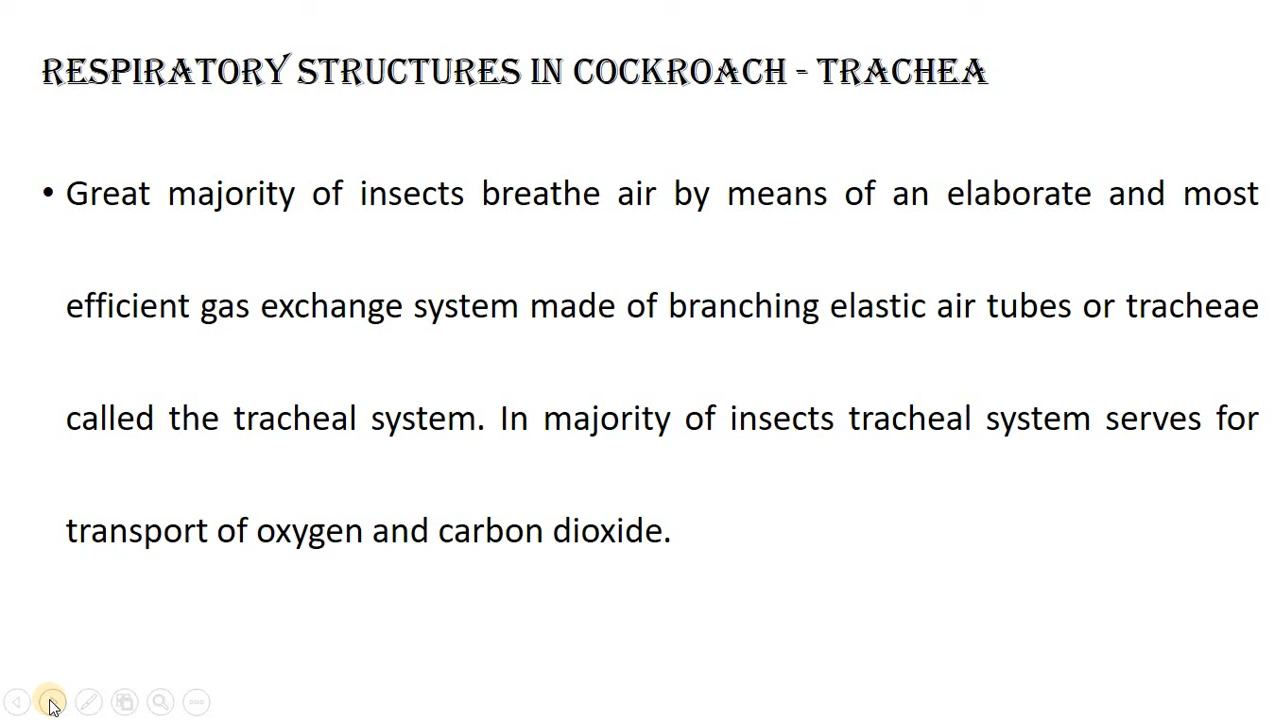 RESPIRATORY STRUCTURES IN COCKROACH - TRACHEA
• Great majority of insects breathe air by means of an elaborate and most
efficient gas exchange system made of branching elastic air tubes or tracheae
called the tracheal system. In majority of insects tracheal system serves for
transport of oxygen and carbon dioxide.